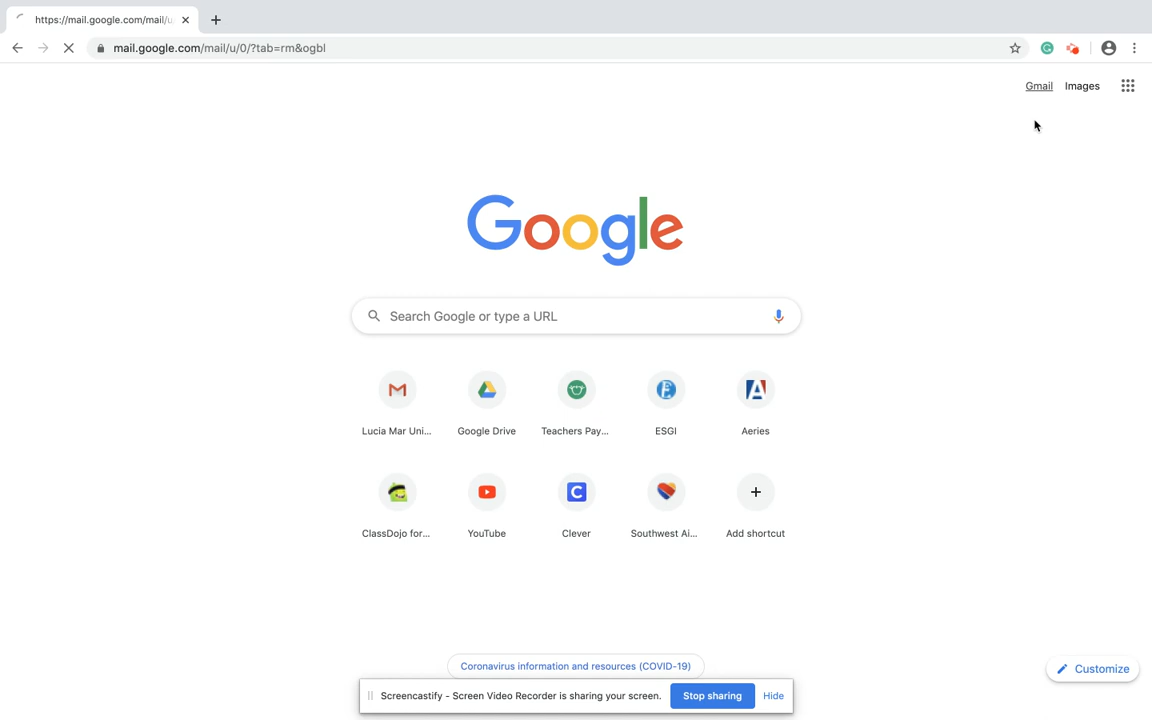 https://mail.google.com/mail/u
mail.google.com/mail/u/0/?tab=rm&ogbl
Gmail Images
Google
Search Google or type a URL
Lucia Mar Uni... Google Drive Teachers Pay... ESGI Aeries
ClassDojo for... YouTube Clever Southwest Ai... Add shortcut
Coronavirus information and resources (COVID-19)
Customize
Screencastify - Screen Video Recorder is sharing your screen. Stop sharing Hide